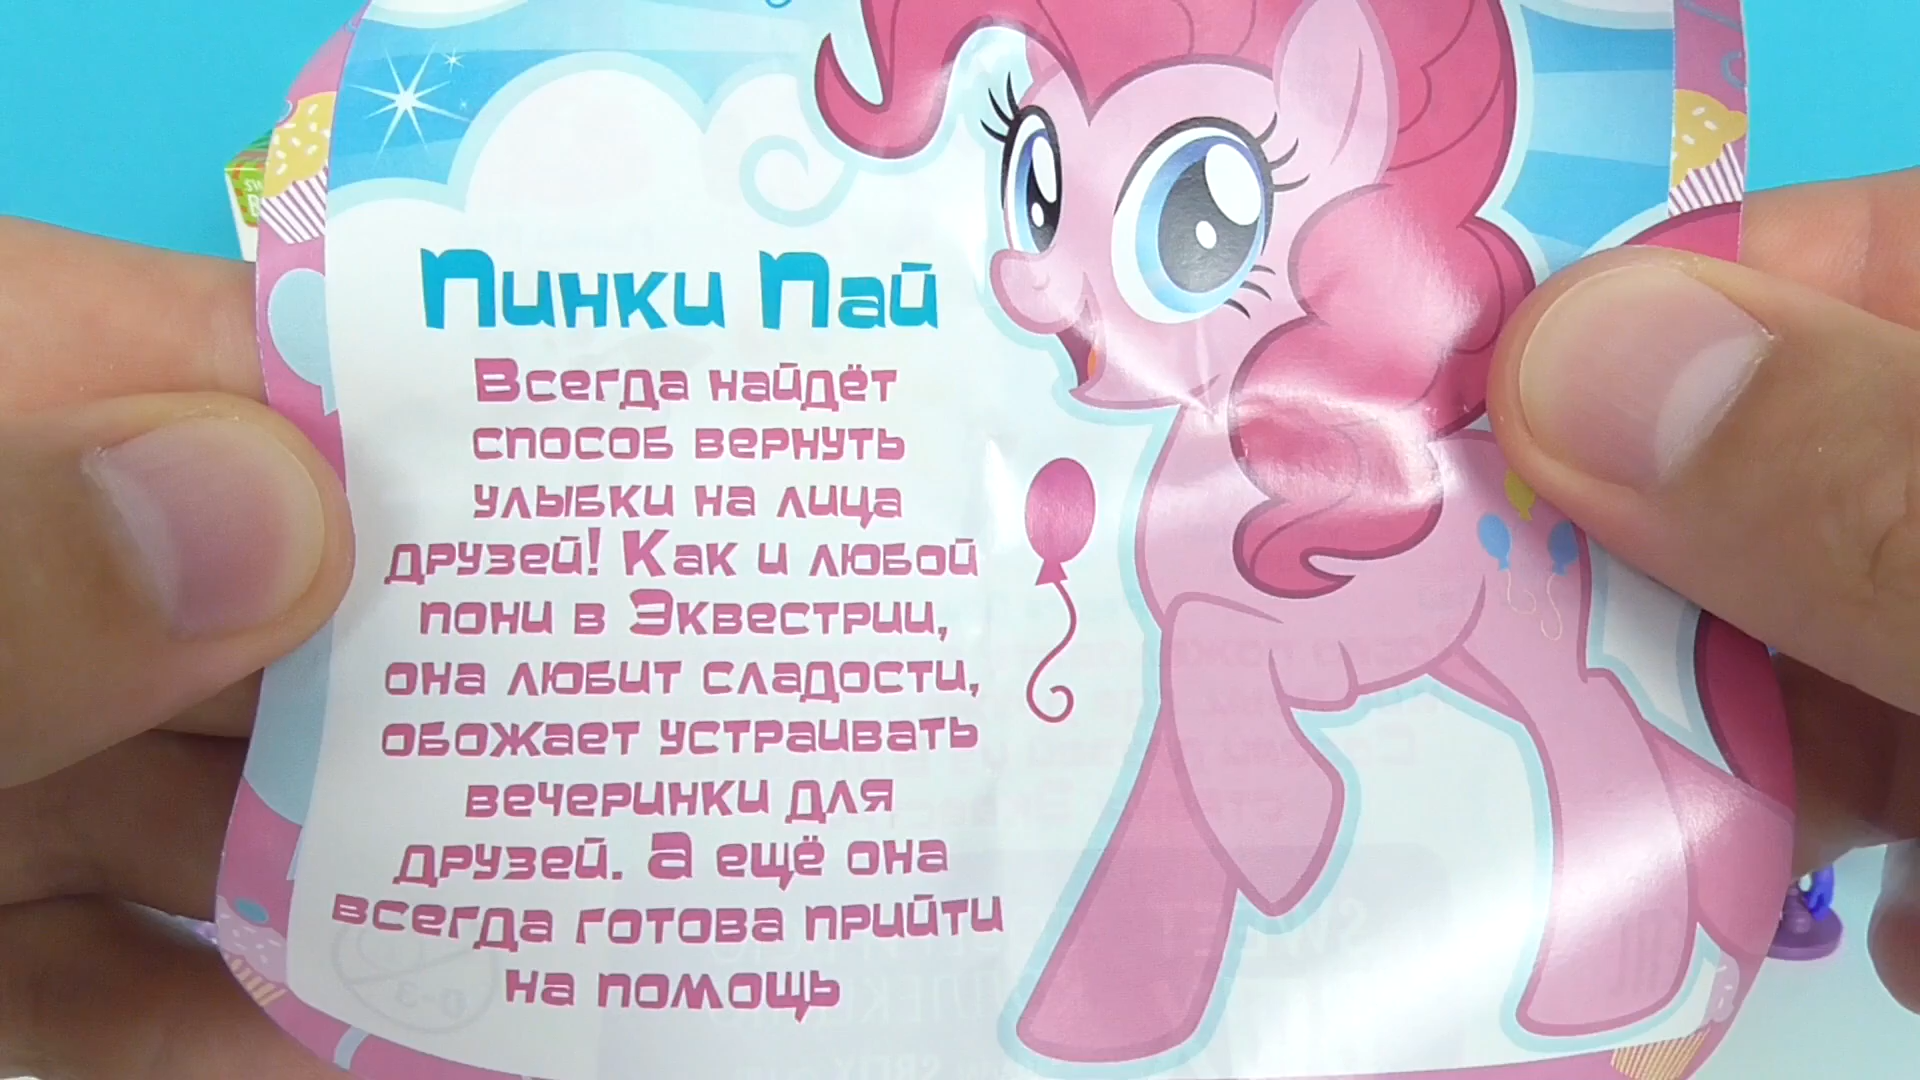 Пинки Пай
Всегда найдёт
способ вернуть
улыбки на лица
друзей! Как и любой
пони в Эквестрии,
она любит сладости,
обожает устраивать
вечеринки для
друзей. А ещё она
всегда готова прийти
на помощь